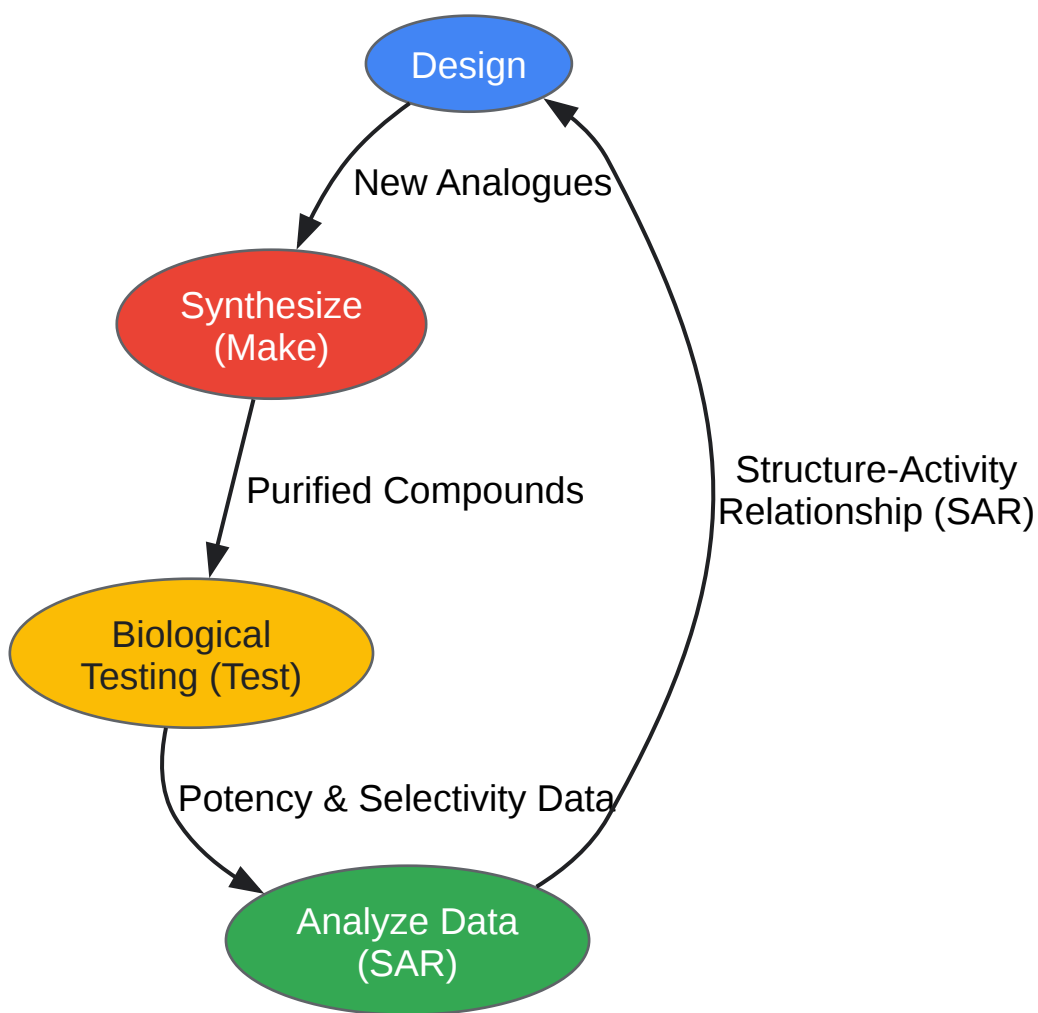 Design
New Analogues
Synthesize
(Make)
Purified Compounds
Structure-Activity
Relationship (SAR)
Biological
Testing (Test)
Potency & Selectivity Data
Analyze Data
(SAR)